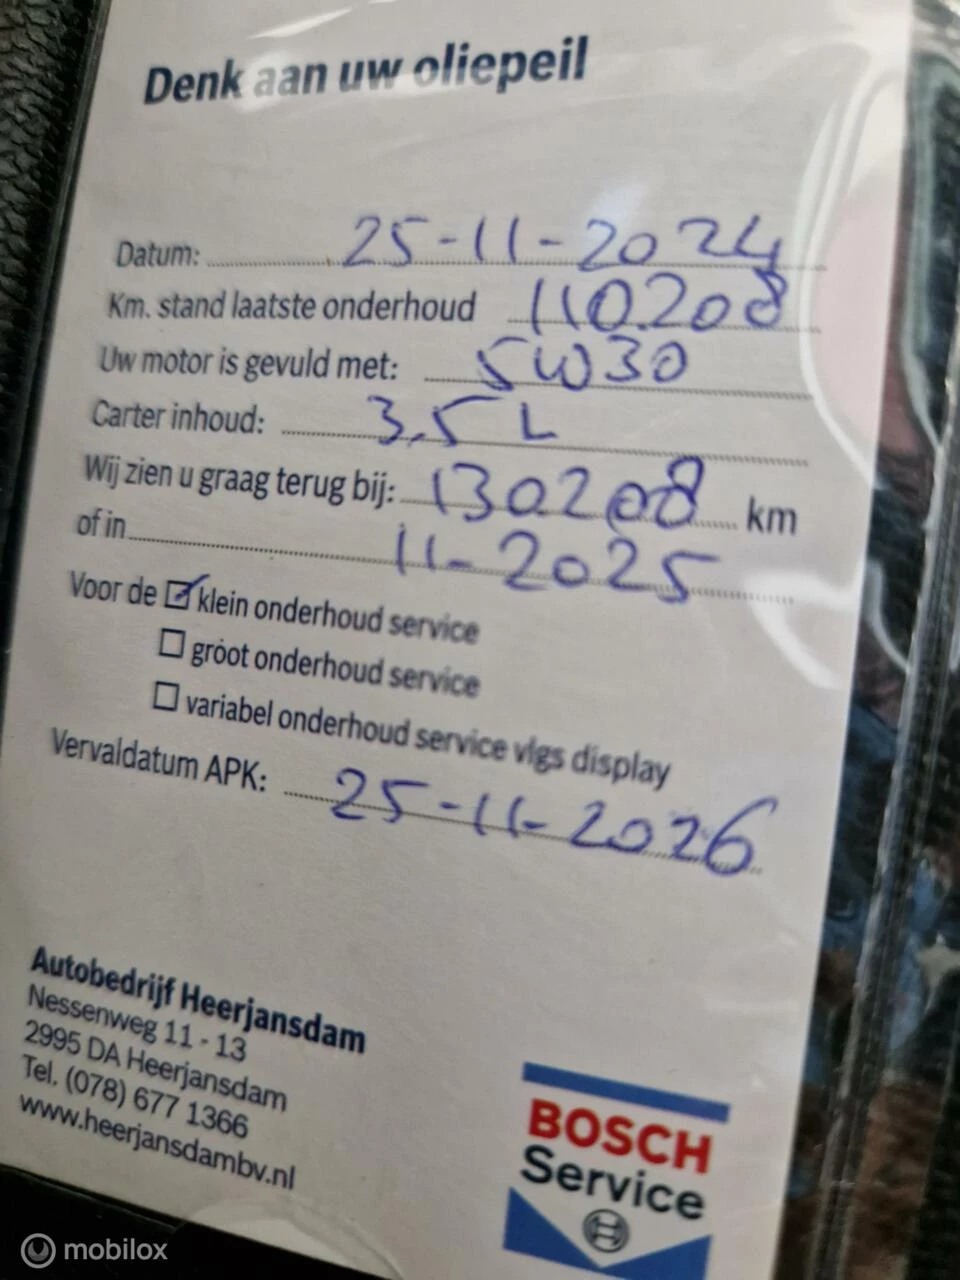 Denk aan uw oliepeil
Datum: 25-11-2024
Km. stand laatste onderhoud 110.208
Uw motor is gevuld met: 5W30
Carter inhoud: 3,5 L
Wij zien u graag terug bij: 130208 km
of in 11-2025
Voor de klein onderhoud service
groot onderhoud service
variabel onderhoud service vlgs display
Vervaldatum APK: 25-11-2026
Autobedrijf Heerjansdam
Nessenweg 11 - 13
2995 DA Heerjansdam
Tel. (078) 677 1366
www.heerjansdambv.nl
BOSCH
Service
mobilox